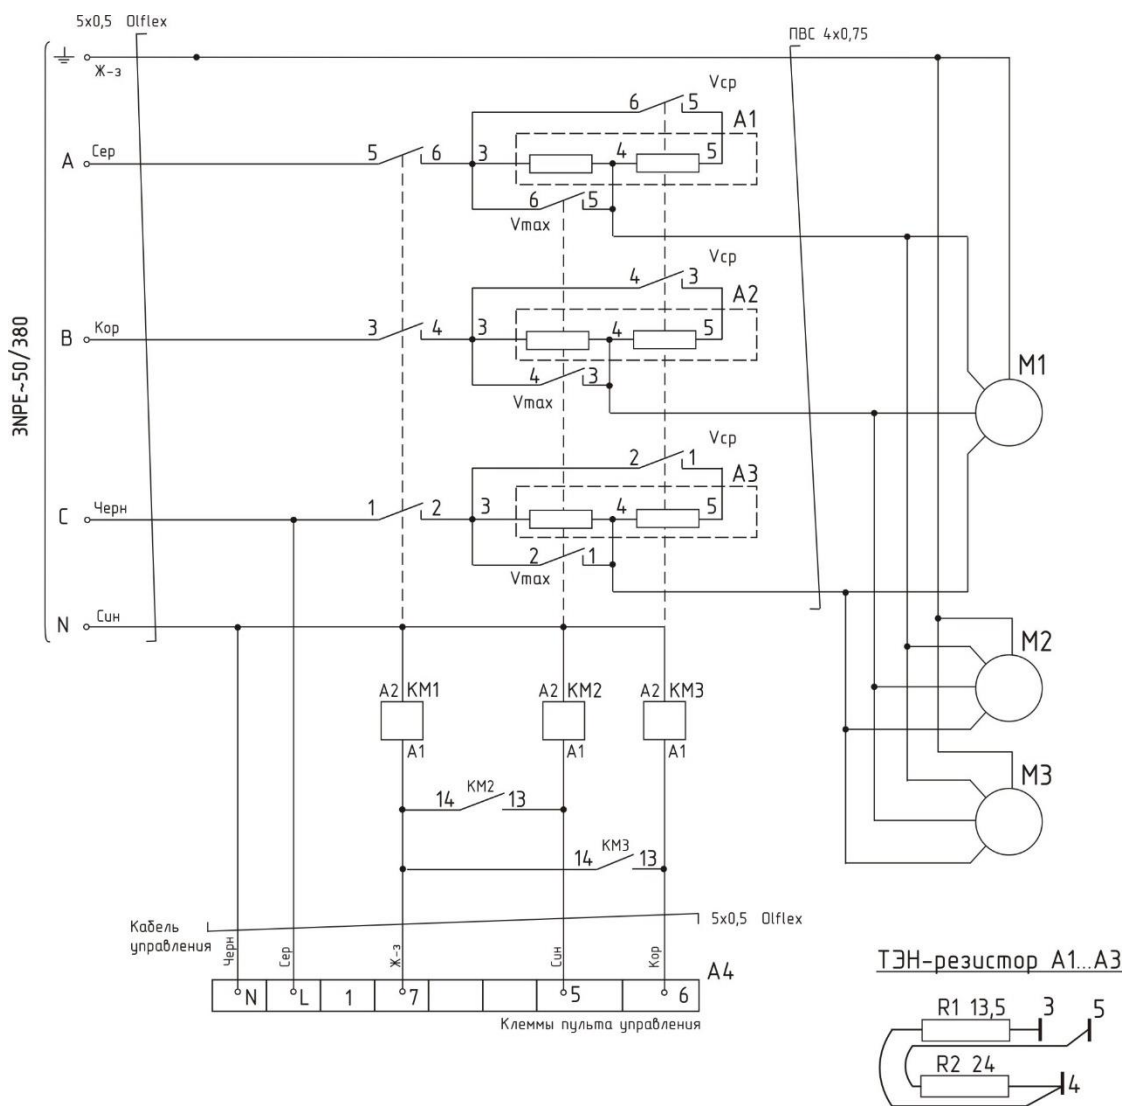 5x0,5 Olflex
ПВС 4x0,75
Ж-з
Vср
6 5
A1
A Сер
5 6 3 4 5
6 5
Vmax
Vср
4 3
A2
B Кор
3 4 3 4 5
4 3
Vmax
3NPE~50/380
M1
Vср
2 1
A3
C Черн
1 2 3 4 5
2 1
Vmax
N Син
M2
A2 KM1 A2 KM2 A2 KM3
A1 A1 A1
M3
KM2
14 13
KM3
14 13
Кабель
управления
5x0,5 Olflex
Черн Сер Ж-з Син Кор
A4
N L 1 7 5 6
Клеммы пульта управления
ТЭН-резистор A1...A3
R1 13,5 3 5
R2 24 4